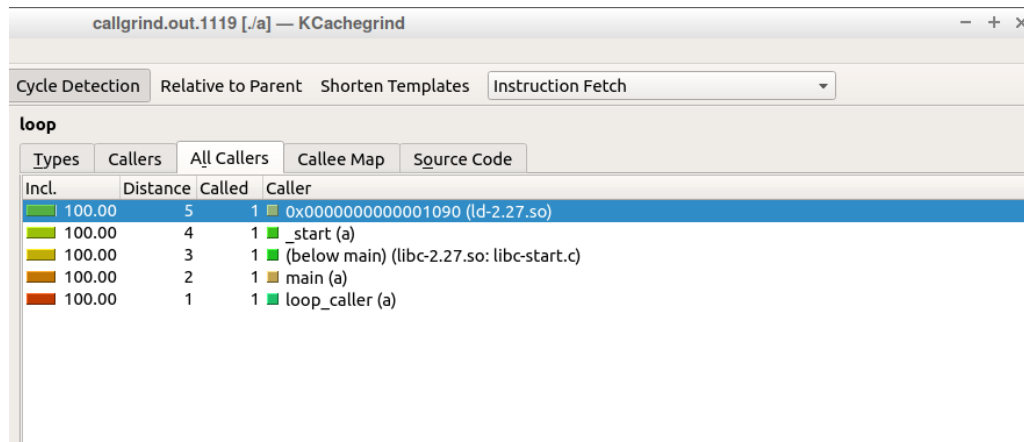 callgrind.out.1119 [./a] — KCachegrind
Cycle Detection Relative to Parent Shorten Templates Instruction Fetch
loop
Types Callers All Callers Callee Map Source Code
Incl. Distance Called Caller
100.00 5 1 0x0000000000001090 (ld-2.27.so)
100.00 4 1 _start (a)
100.00 3 1 (below main) (libc-2.27.so: libc-start.c)
100.00 2 1 main (a)
100.00 1 1 loop_caller (a)